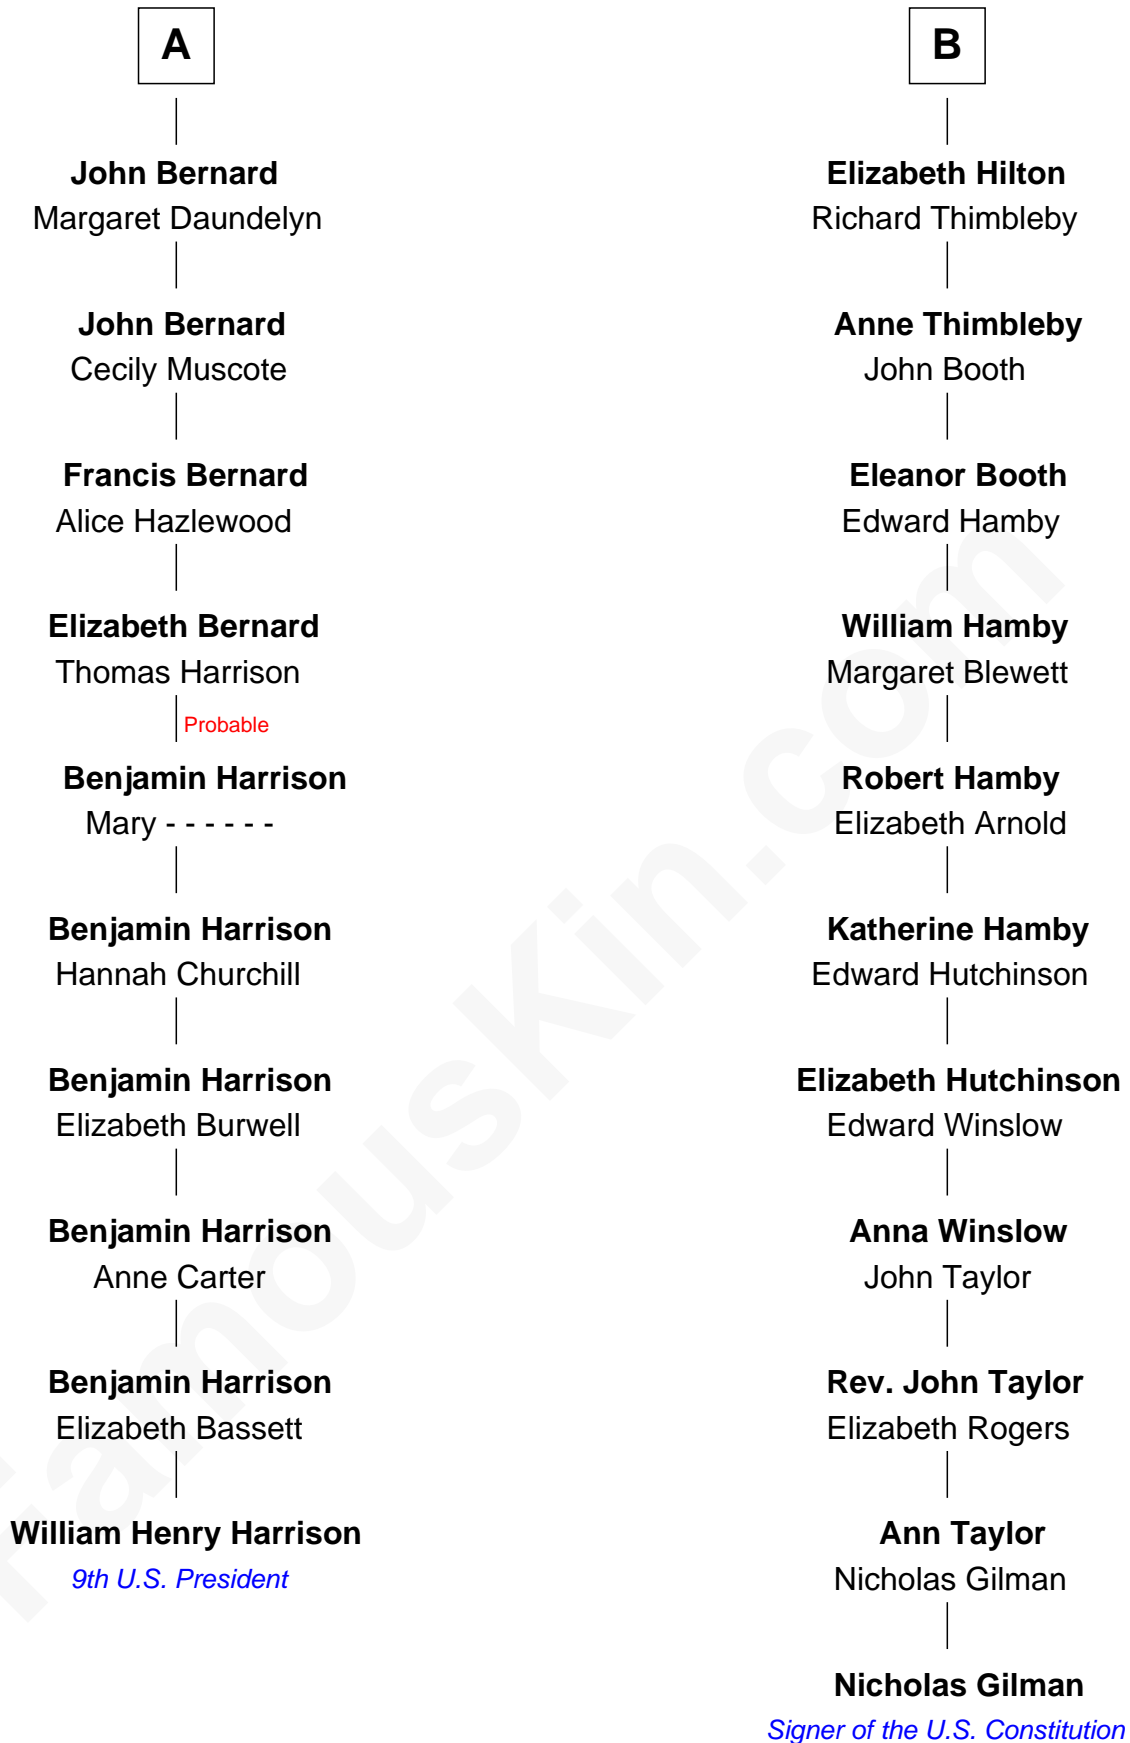 A
John Bernard
Margaret Daundelyn
John Bernard
Cecily Muscote
Francis Bernard
Alice Hazlewood
Elizabeth Bernard
Thomas Harrison
Probable
Benjamin Harrison
Mary - - - - - -
Benjamin Harrison
Hannah Churchill
Benjamin Harrison
Elizabeth Burwell
Benjamin Harrison
Anne Carter
Benjamin Harrison
Elizabeth Bassett
William Henry Harrison
9th U.S. President
B
Elizabeth Hilton
Richard Thimbleby
Anne Thimbleby
John Booth
Eleanor Booth
Edward Hamby
William Hamby
Margaret Blewett
Robert Hamby
Elizabeth Arnold
Katherine Hamby
Edward Hutchinson
Elizabeth Hutchinson
Edward Winslow
Anna Winslow
John Taylor
Rev. John Taylor
Elizabeth Rogers
Ann Taylor
Nicholas Gilman
Nicholas Gilman
Signer of the U.S. Constitution
FamousKin.com